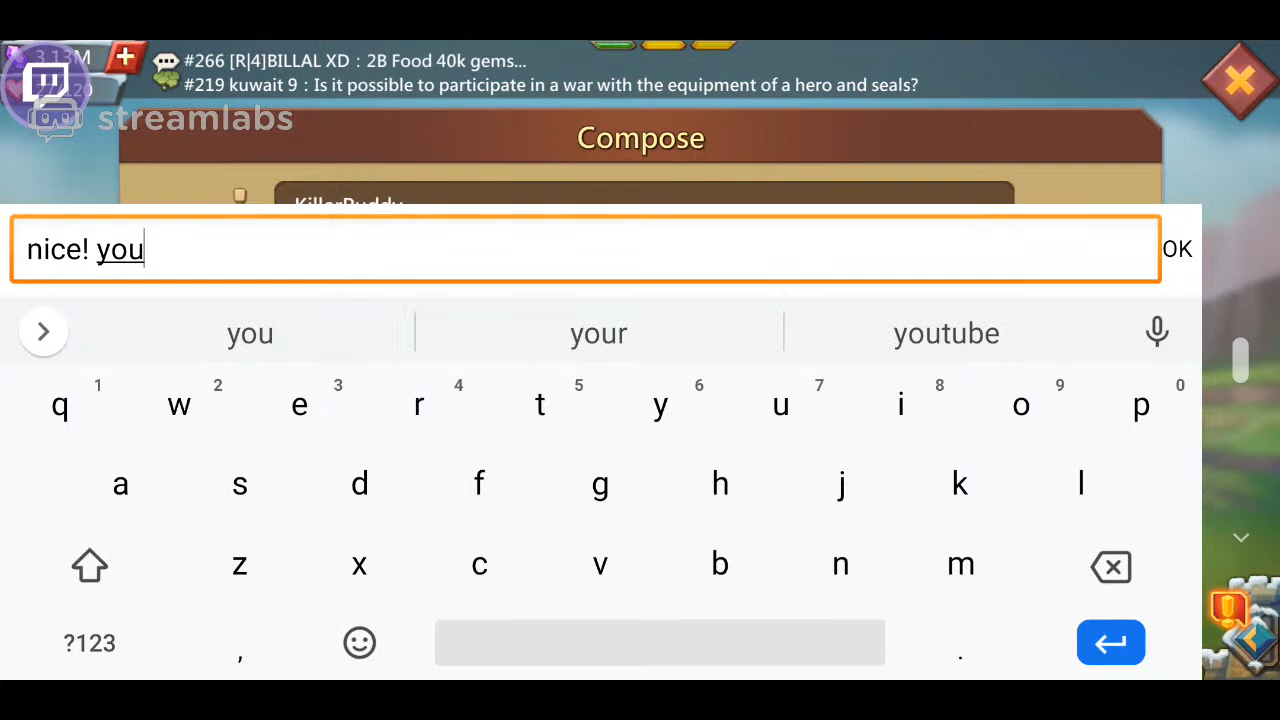 3.13M
#266 [R|4]BILLAL XD : 2B Food 40k gems...
#219 kuwait 9 : Is it possible to participate in a war with the equipment of a hero and seals?
streamlabs
Compose
KillerBuddy
nice! you
OK
you your youtube
1 2 3 4 5 6 7 8 9 0
q w e r t y u i o p
a s d f g h j k l
z x c v b n m
?123 , .